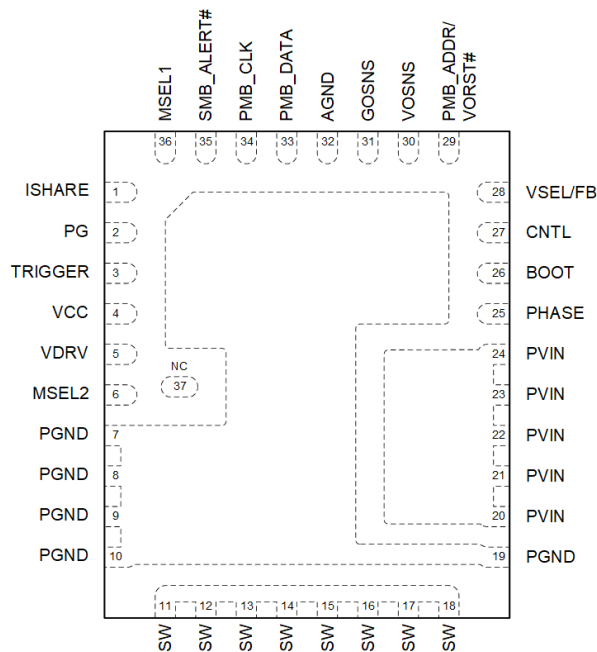 MSEL1
SMB_ALERT#
PMB_CLK
PMB_DATA
AGND
GOSNS
VOSNS
PMB_ADDR/
VORST#
36
35
34
33
32
31
30
29
ISHARE 1
28 VSEL/FB
PG 2
27 CNTL
TRIGGER 3
26 BOOT
VCC 4
25 PHASE
VDRV 5
24 PVIN
NC
37
MSEL2 6
23 PVIN
PGND 7
22 PVIN
PGND 8
21 PVIN
PGND 9
20 PVIN
PGND 10
19 PGND
11
12
13
14
15
16
17
18
SW
SW
SW
SW
SW
SW
SW
SW